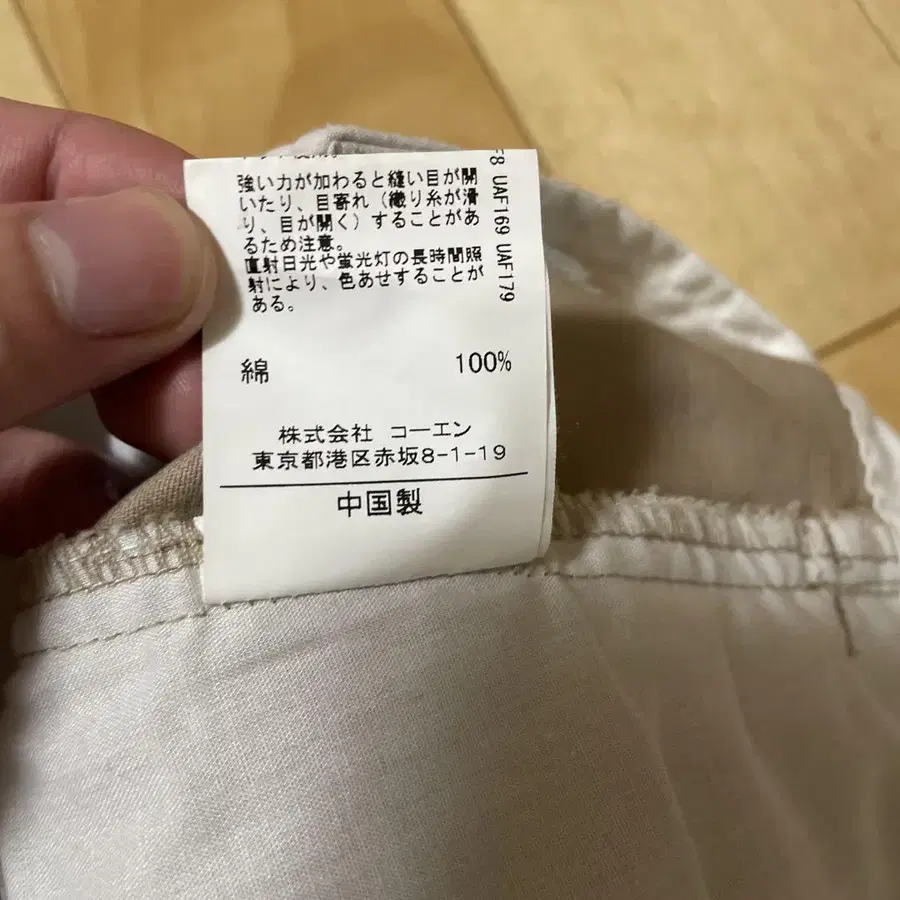 強い力が加わると縫い目が開
いたり、目寄れ（織り糸が滑
り、目が開く）することがあ
るため注意。
直射日光や蛍光灯の長時間照
射により、色あせすることが
ある。
綿 100%
株式会社 コーエン
東京都港区赤坂8-1-19
中国製
F8 UAF169 UAF179